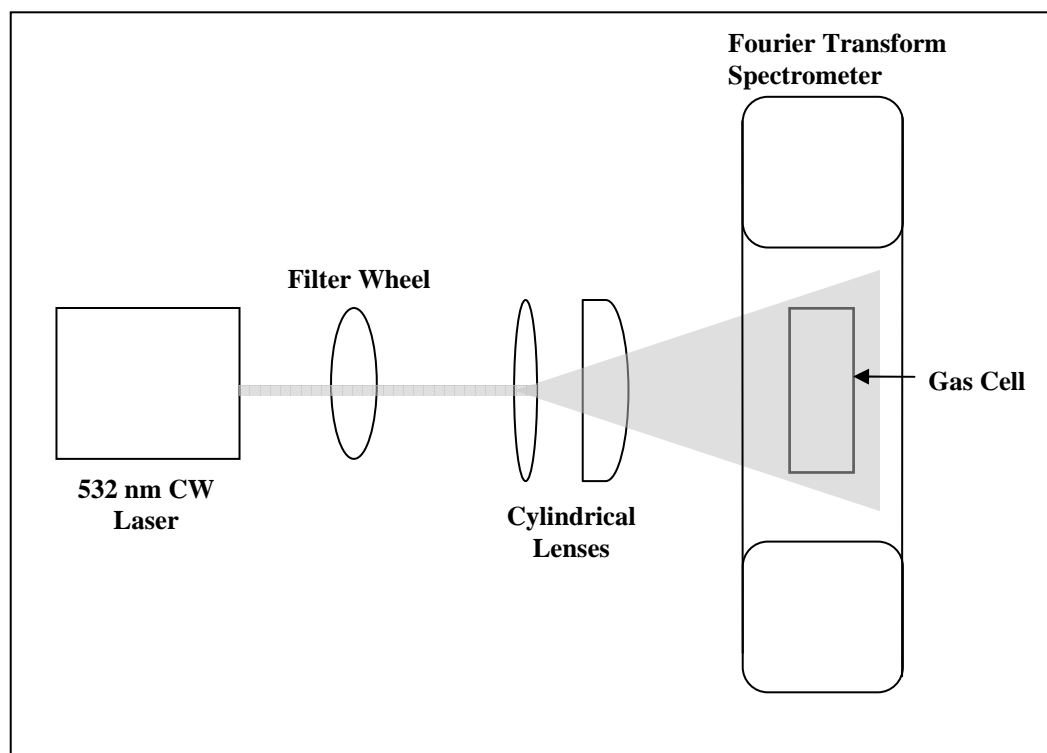 Fourier Transform
Spectrometer
Filter Wheel
Gas Cell
532 nm CW
Laser
Cylindrical
Lenses